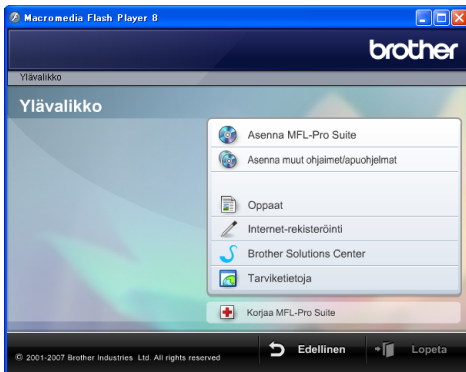 Macromedia Flash Player 8
brother
Ylävalikko
Ylävalikko
Asenna MFL-Pro Suite
Asenna muut ohjaimet/apuohjelmat
Oppaat
Internet-rekisteröinti
Brother Solutions Center
Tarviketietoja
Korjaa MFL-Pro Suite
© 2001-2007 Brother Industries Ltd. All rights reserved
Edellinen
Lopeta